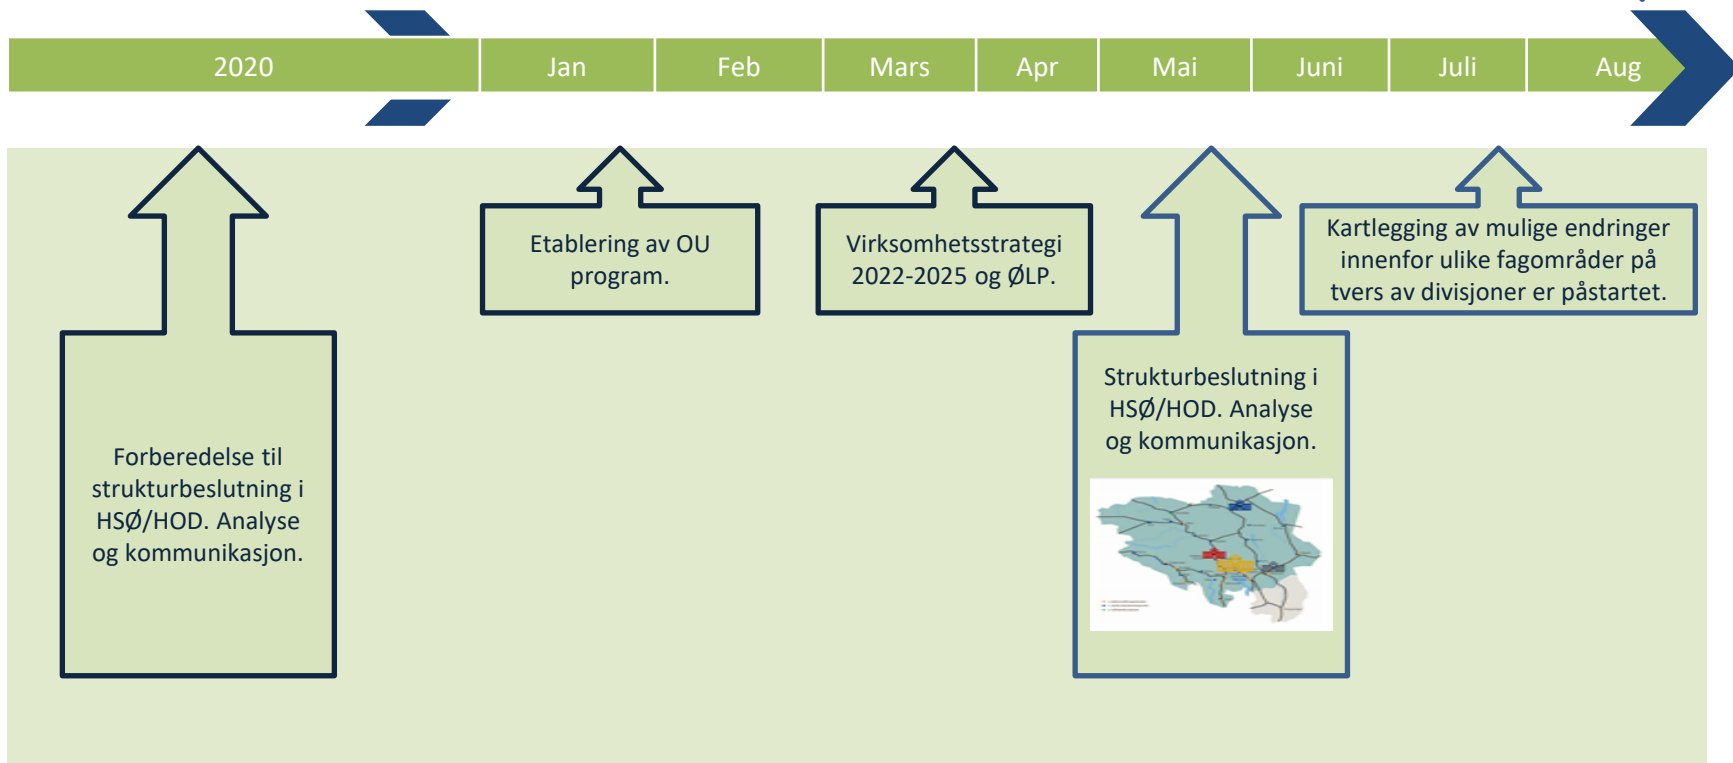 2020 Jan Feb Mars Apr Mai Juni Juli Aug
Forberedelse til
strukturbeslutning i
HSØ/HOD. Analyse
og kommunikasjon.
Etablering av OU
program.
Virksomhetsstrategi
2022-2025 og ØLP.
Strukturbeslutning i
HSØ/HOD. Analyse
og kommunikasjon.
Kartlegging av mulige endringer
innenfor ulike fagområder på
tvers av divisjoner er påstartet.